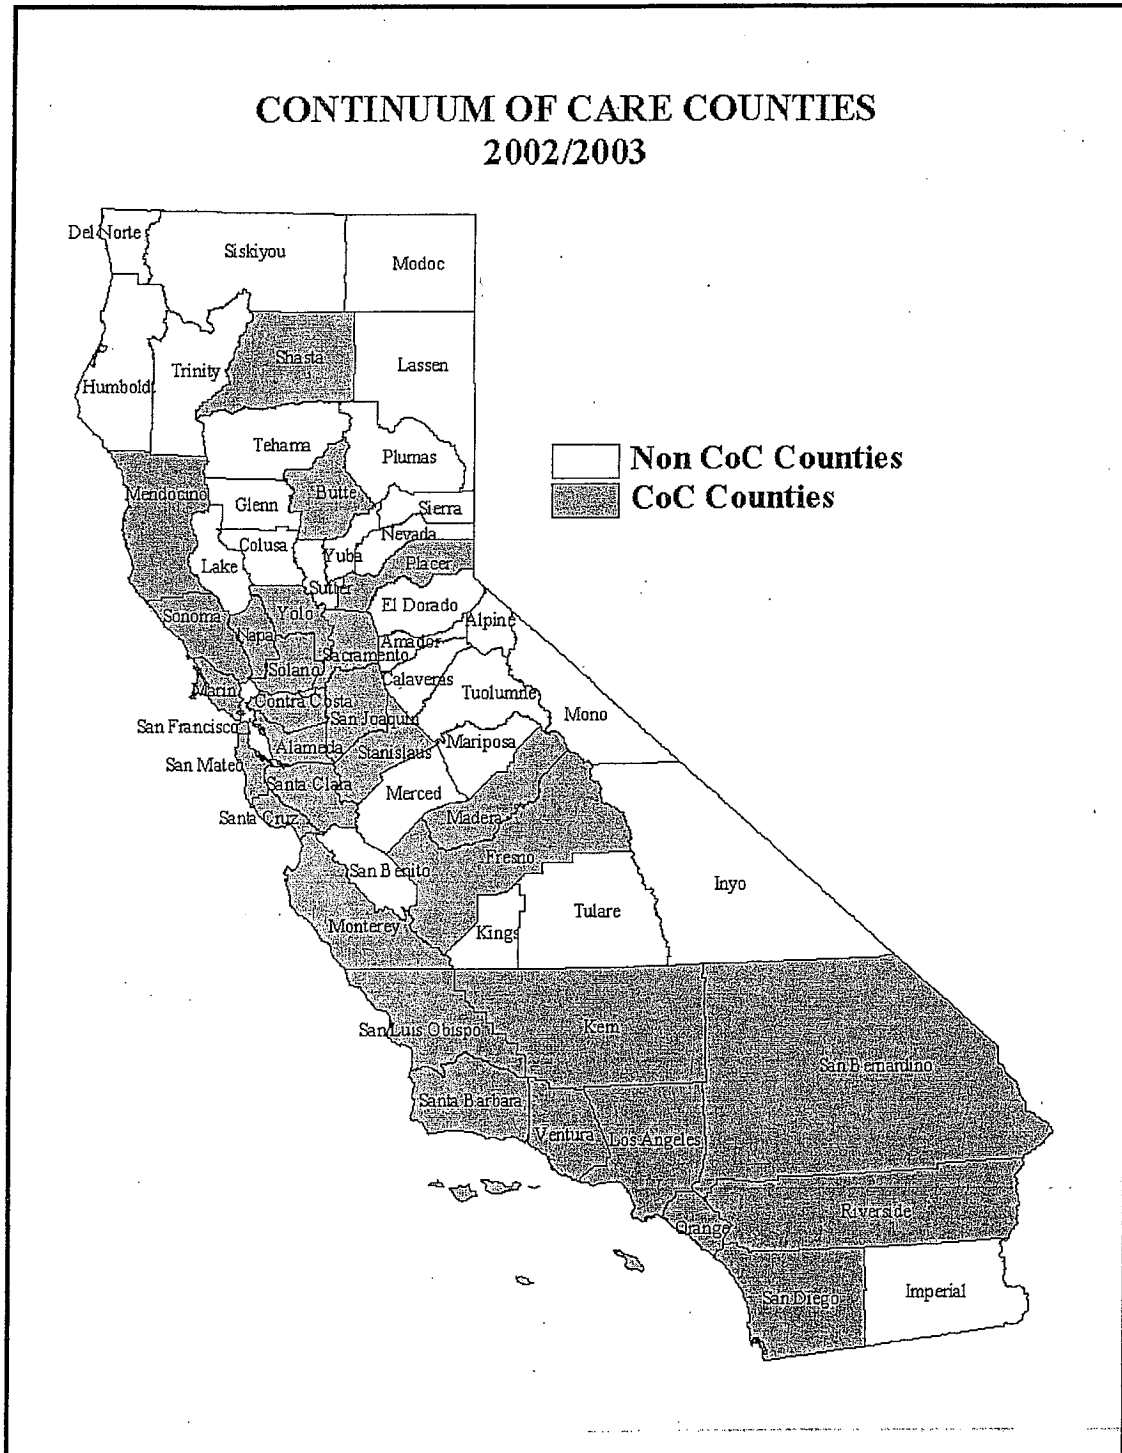 CONTINUUM OF CARE COUNTIES
2002/2003
Del Norte
Siskiyou
Modoc
Shasta
Lassen
Trinity
Humboldt
Tehama
Plumas
Non CoC Counties
Mendocino
Butte
CoC Counties
Glenn
Sierra
Nevada
Colusa
Yuba
Placer
Lake
Sutter
El Dorado
Sonoma
Yolo
Alpine
Napa
Amador
Sacramento
Solano
Calaveras
Marin
Tuolumne
Contra Costa
Mono
San Joaquin
San Francisco
Mariposa
Alameda
Stanislaus
San Mateo
Santa Clara
Merced
Santa Cruz
Madera
Fresno
San Benito
Inyo
Tulare
Monterey
Kings
San Luis Obispo
Kern
San Bernardino
Santa Barbara
Ventura
Los Angeles
Riverside
Orange
San Diego
Imperial